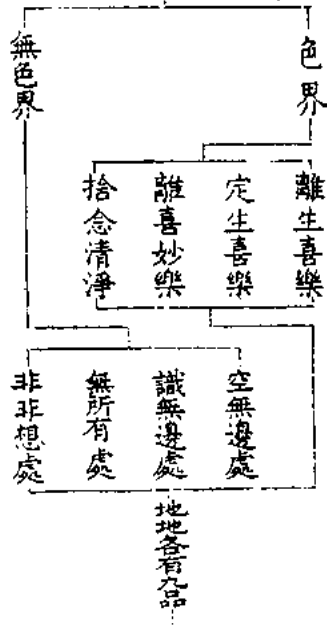 色界
無色界
離生喜樂
定生喜樂
離喜妙樂
捨念清淨
空無邊處
識無邊處
無所有處
非非想處
地地各有九品